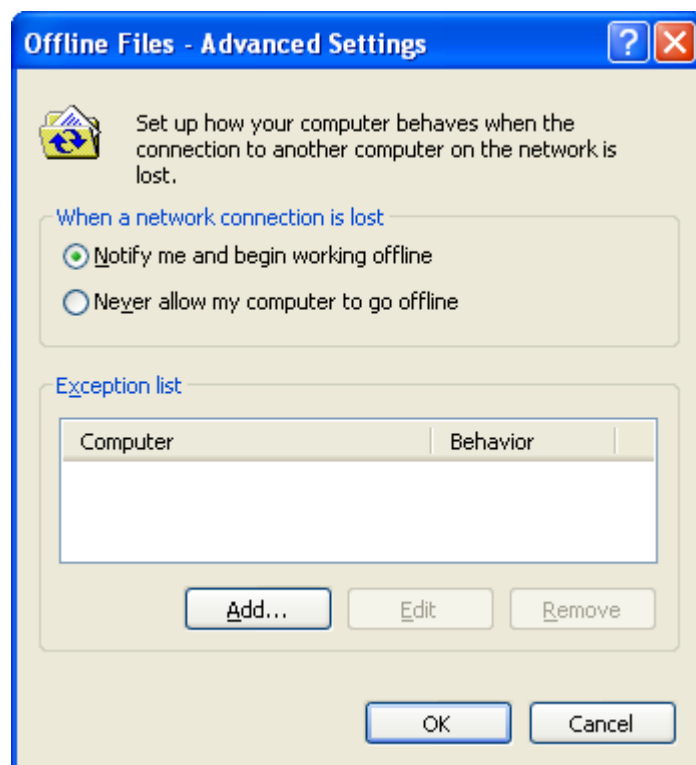 Offline Files - Advanced Settings
Set up how your computer behaves when the
connection to another computer on the network is
lost.
When a network connection is lost
Notify me and begin working offline
Never allow my computer to go offline
Exception list
Computer Behavior
Add... Edit Remove
OK Cancel